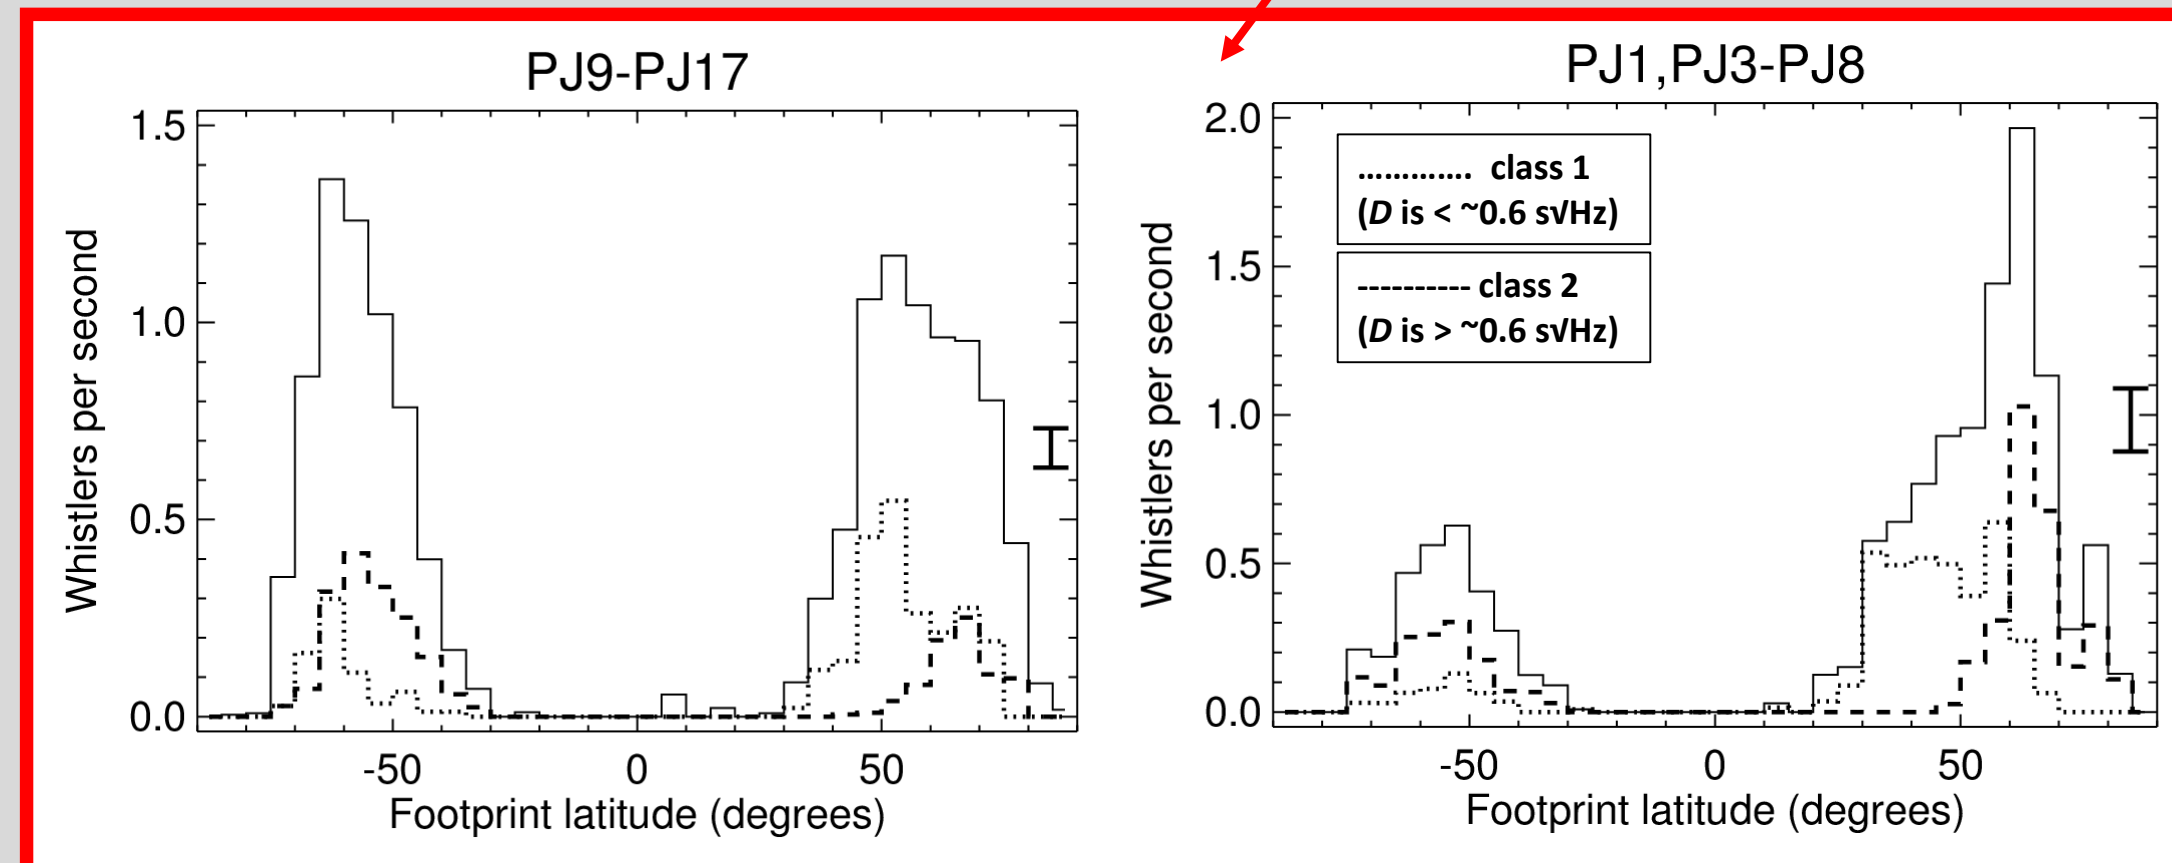 PJ9-PJ17
1.5
1.0
0.5
0.0
Whistlers per second
-50 0 50
Footprint latitude (degrees)
PJ1,PJ3-PJ8
2.0
1.5
1.0
0.5
0.0
Whistlers per second
............. class 1
(D is < ~0.6 s√Hz)
---------- class 2
(D is > ~0.6 s√Hz)
-50 0 50
Footprint latitude (degrees)